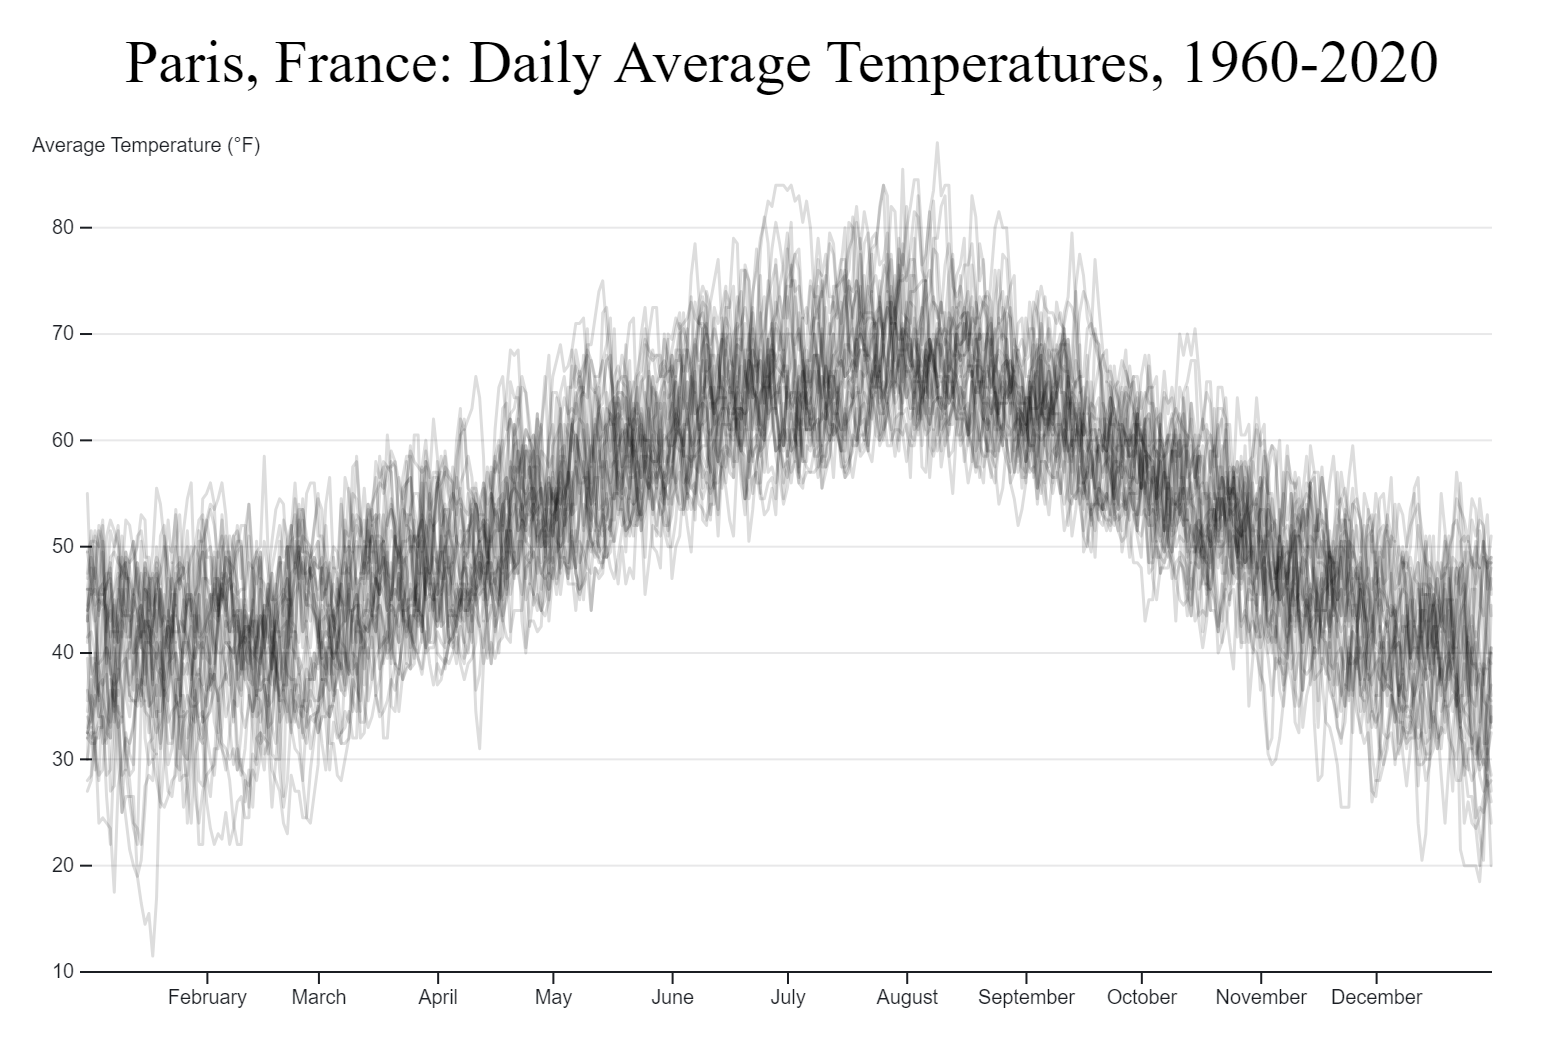 Paris, France: Daily Average Temperatures, 1960-2020
Average Temperature (°F)
80
70
60
50
40
30
20
10
February March April May June July August September October November December